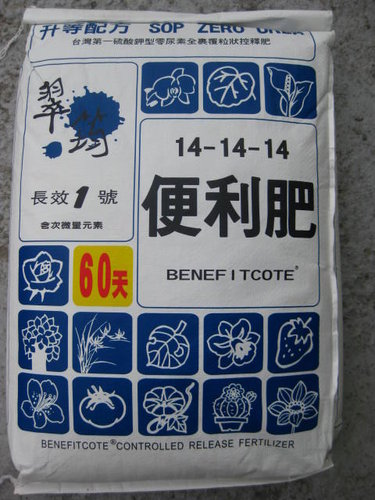 升等配方 SOP ZERO UREA
台灣第一硫酸鉀型零尿素全裹覆粒狀控釋肥
翠筠
14-14-14
長效1號
便利肥
含次微量元素
BENEFITCOTE®
60天
BENEFITCOTE®CONTROLLED RELEASE FERTILIZER